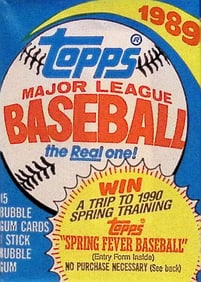 1989
Topps®
MAJOR LEAGUE
BASEBALL
the Real one!
15
BUBBLE
GUM CARDS
1 STICK
BUBBLE
GUM
WIN
A TRIP TO 1990
SPRING TRAINING
Topps®
"SPRING FEVER BASEBALL"
(Entry Form Inside)
NO PURCHASE NECESSARY (See back)